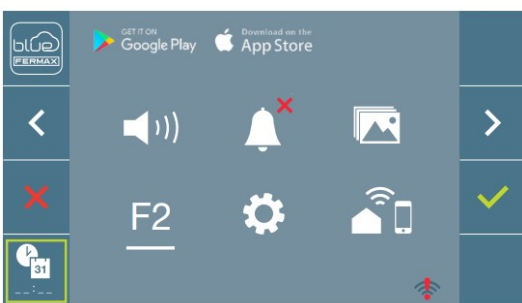 blue
FERMAX
GET IT ON
Google Play
Download on the
App Store
F2
31
--:--